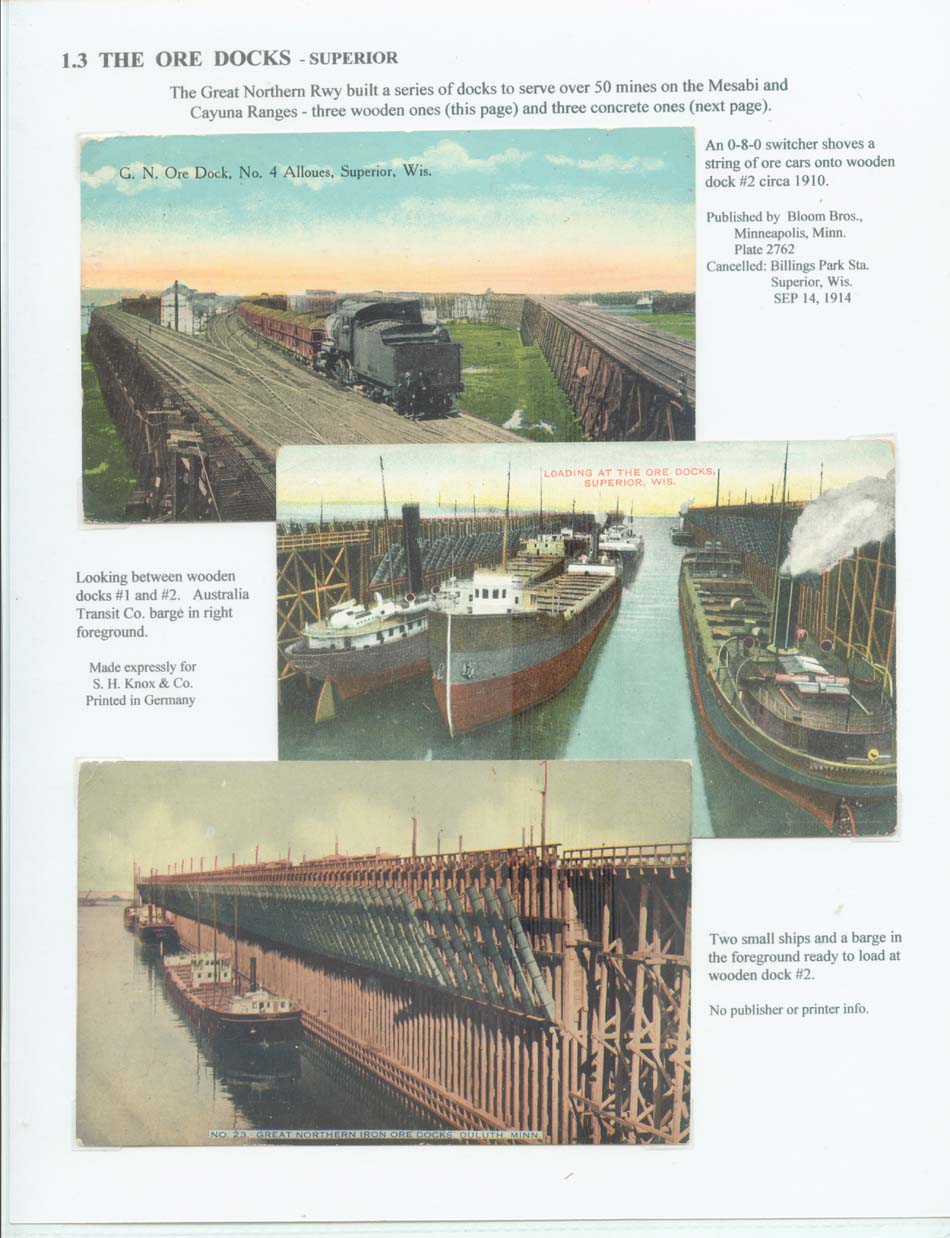 1.3 THE ORE DOCKS - SUPERIOR
The Great Northern Rwy built a series of docks to serve over 50 mines on the Mesabi and
Cayuna Ranges - three wooden ones (this page) and three concrete ones (next page).
G. N. Ore Dock, No. 4 Alloues, Superior, Wis.
An 0-8-0 switcher shoves a
string of ore cars onto wooden
dock #2 circa 1910.
Published by Bloom Bros.,
Minneapolis, Minn.
Plate 2762
Cancelled: Billings Park Sta.
Superior, Wis.
SEP 14, 1914
LOADING AT THE ORE DOCKS,
SUPERIOR, WIS.
Looking between wooden
docks #1 and #2. Australia
Transit Co. barge in right
foreground.
Made expressly for
S. H. Knox & Co.
Printed in Germany
Two small ships and a barge in
the foreground ready to load at
wooden dock #2.
No publisher or printer info.
NO. 23. GREAT NORTHERN IRON ORE DOCKS, DULUTH, MINN.